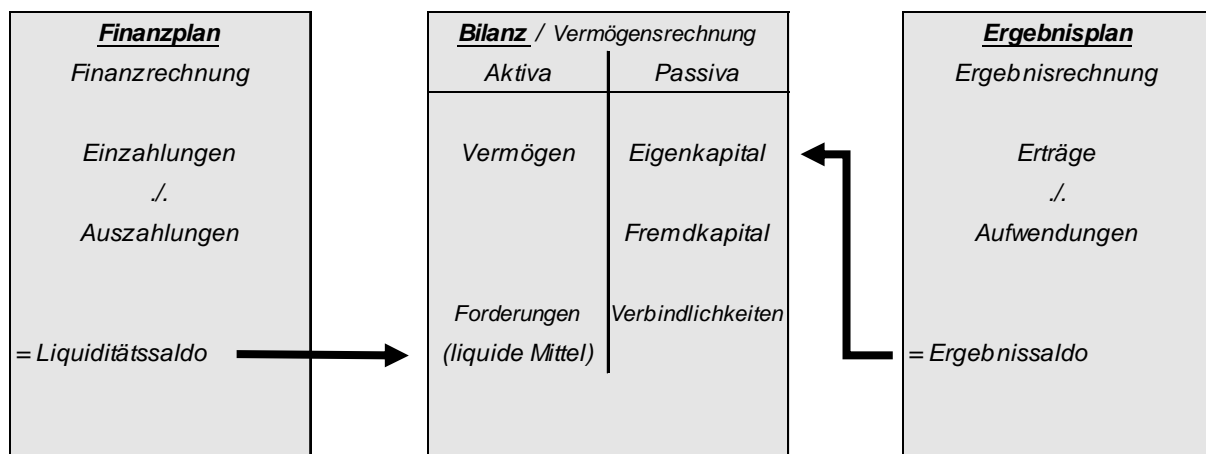 Finanzplan
Finanzrechnung
Einzahlungen
./.
Auszahlungen
= Liquiditätssaldo
Bilanz / Vermögensrechnung
Aktiva Passiva
Vermögen Eigenkapital
Fremdkapital
Forderungen Verbindlichkeiten
(liquide Mittel)
Ergebnisplan
Ergebnisrechnung
Erträge
./.
Aufwendungen
= Ergebnissaldo